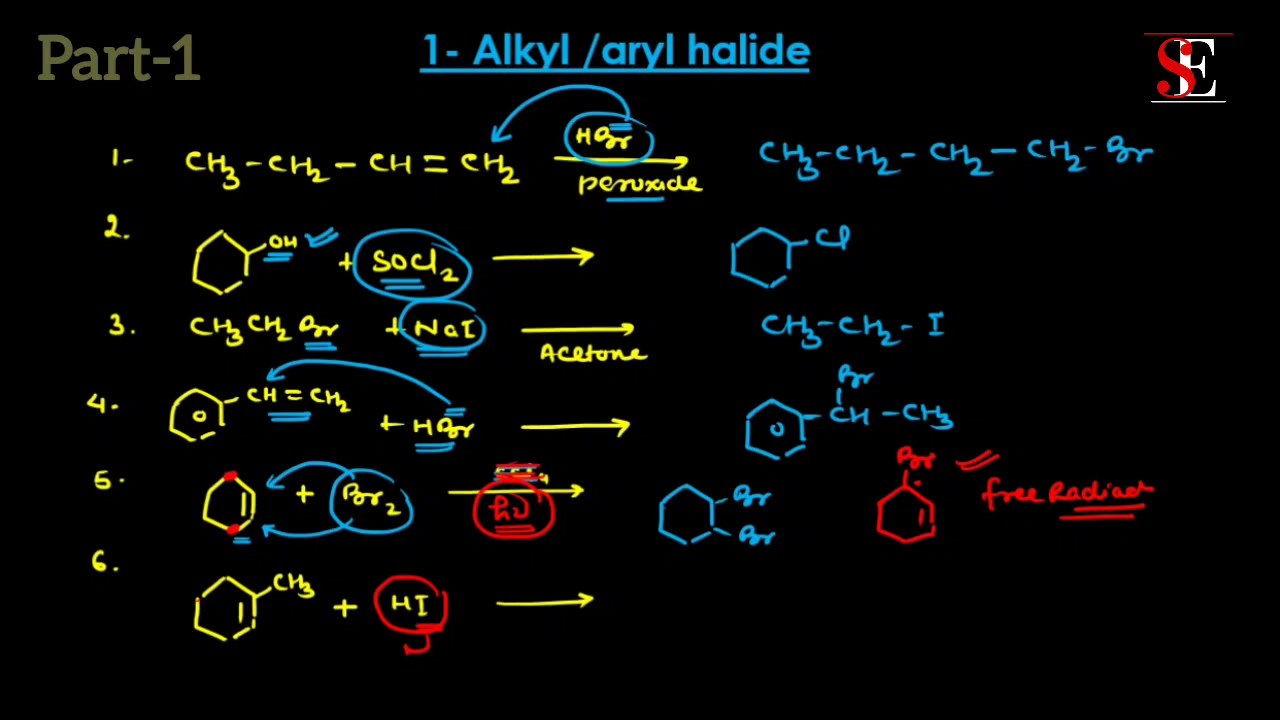 Part-1
1- Alkyl /aryl halide
SE
1- CH3-CH2-CH=CH2 HBr peroxide CH3-CH2-CH2-CH2-Br
2. OH + SOCl2 Cl
3. CH3CH2Br + NaI Acetone CH3-CH2-I
4. CH=CH2 + HBr Br CH-CH3
5. + Br2 hν Br Br Br free Radical
6. CH3 + HI